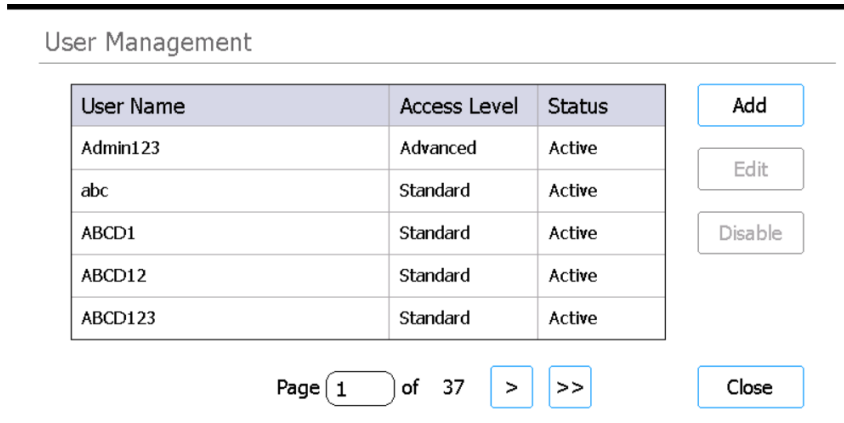 User Management
User Name Access Level Status Add
Admin123 Advanced Active
Edit
abc Standard Active
ABCD1 Standard Active Disable
ABCD12 Standard Active
ABCD123 Standard Active
Page 1 of 37 > >> Close